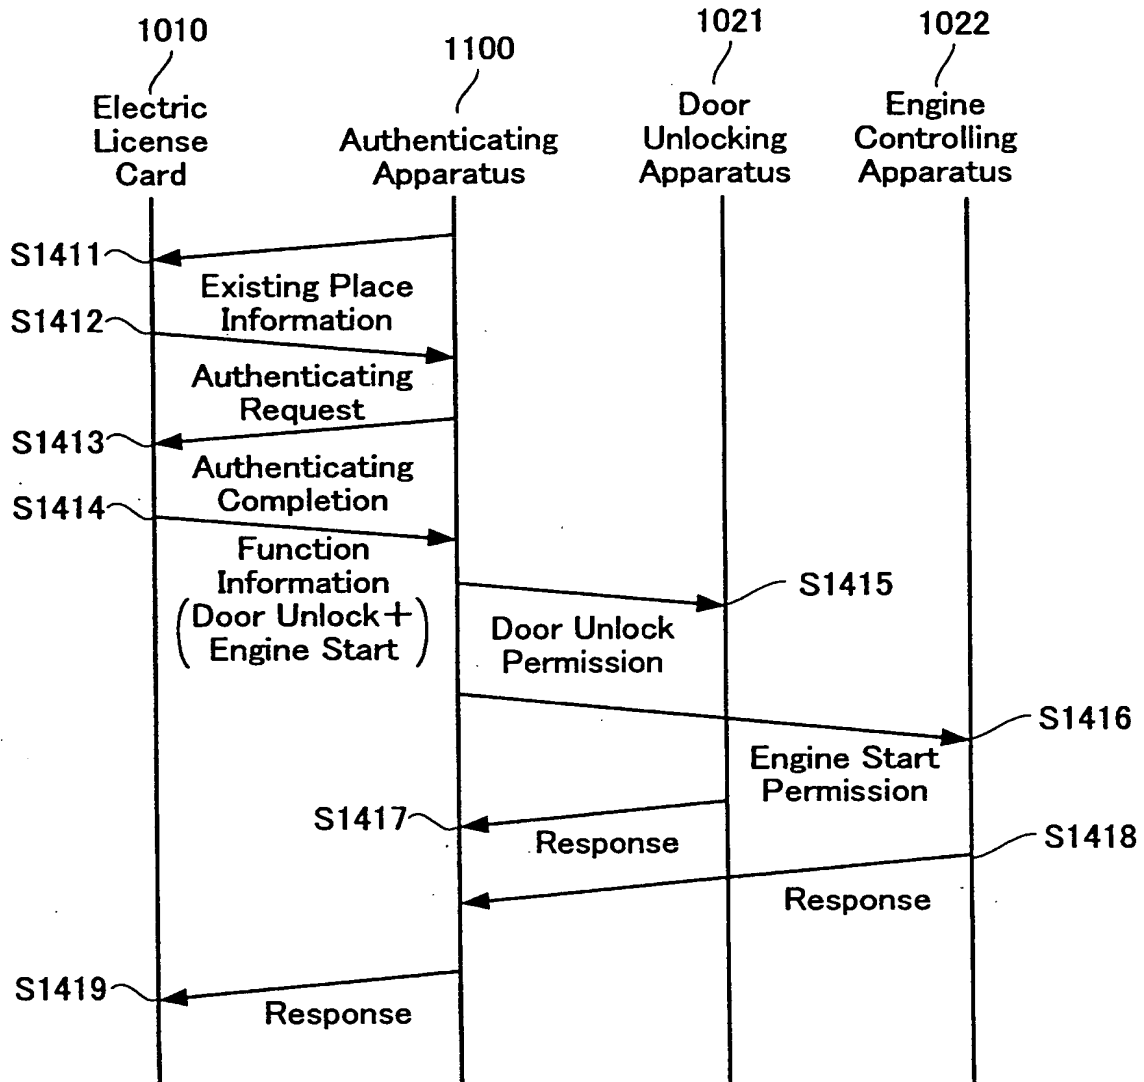 1010
1100
1021
1022
Electric
License
Card
Authenticating
Apparatus
Door
Unlocking
Apparatus
Engine
Controlling
Apparatus
S1411
Existing Place
Information
S1412
Authenticating
Request
S1413
Authenticating
Completion
S1414
Function
Information
(Door Unlock+
Engine Start)
S1415
Door Unlock
Permission
S1416
Engine Start
Permission
S1417
Response
S1418
Response
S1419
Response